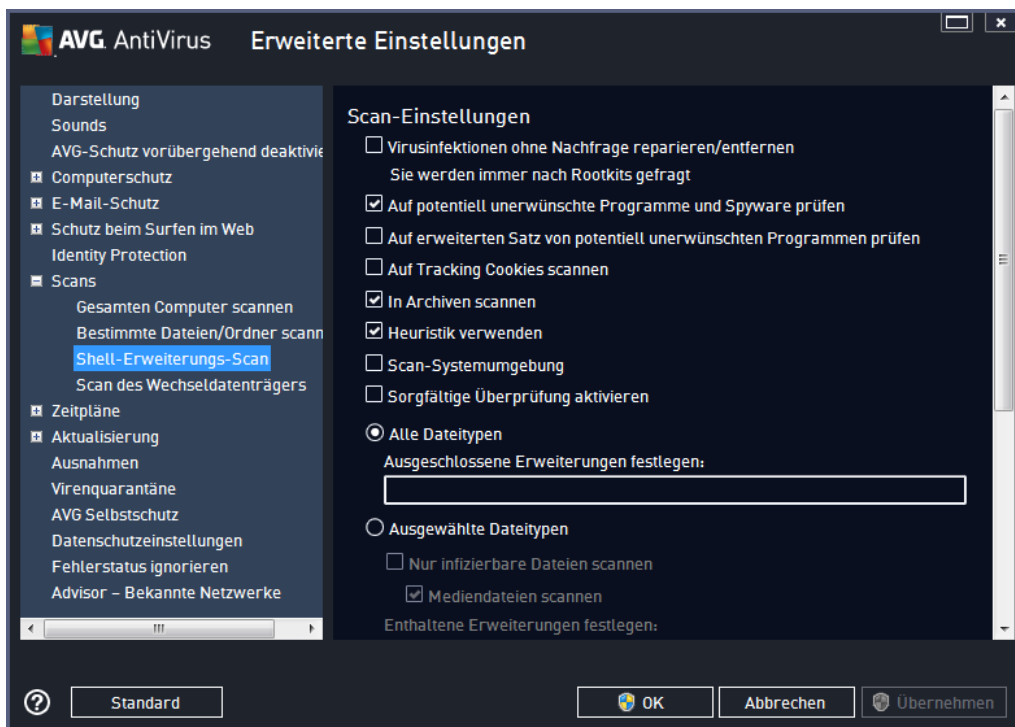 AVG. AntiVirus Erweiterte Einstellungen
Darstellung
Sounds
AVG-Schutz vorübergehend deaktivie
Computerschutz
E-Mail-Schutz
Schutz beim Surfen im Web
Identity Protection
Scans
Gesamten Computer scannen
Bestimmte Dateien/Ordner scann
Shell-Erweiterungs-Scan
Scan des Wechseldatenträgers
Zeitpläne
Aktualisierung
Ausnahmen
Virenquarantäne
AVG Selbstschutz
Datenschutzeinstellungen
Fehlerstatus ignorieren
Advisor – Bekannte Netzwerke
Scan-Einstellungen
Virusinfektionen ohne Nachfrage reparieren/entfernen
Sie werden immer nach Rootkits gefragt
Auf potentiell unerwünschte Programme und Spyware prüfen
Auf erweiterten Satz von potentiell unerwünschten Programmen prüfen
Auf Tracking Cookies scannen
In Archiven scannen
Heuristik verwenden
Scan-Systemumgebung
Sorgfältige Überprüfung aktivieren
Alle Dateitypen
Ausgeschlossene Erweiterungen festlegen:
Ausgewählte Dateitypen
Nur infizierbare Dateien scannen
Mediendateien scannen
Enthaltene Erweiterungen festlegen:
? Standard OK Abbrechen Übernehmen